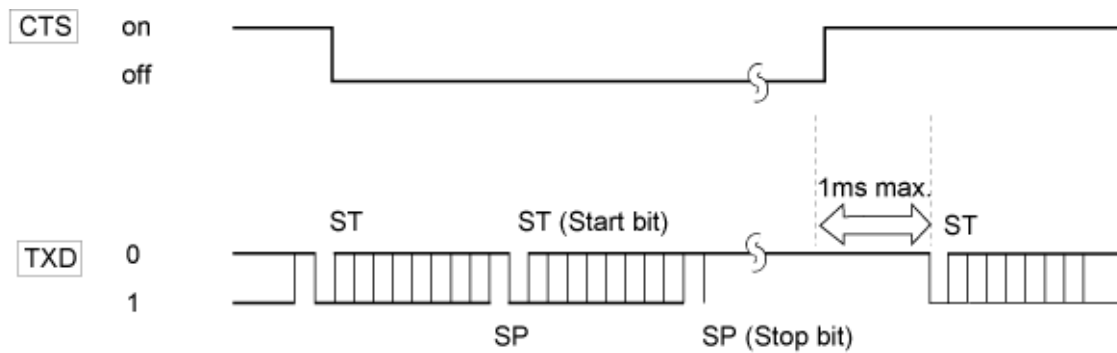 CTS on
off
1ms max.
ST ST (Start bit) ST
TXD 0
1
SP SP (Stop bit)